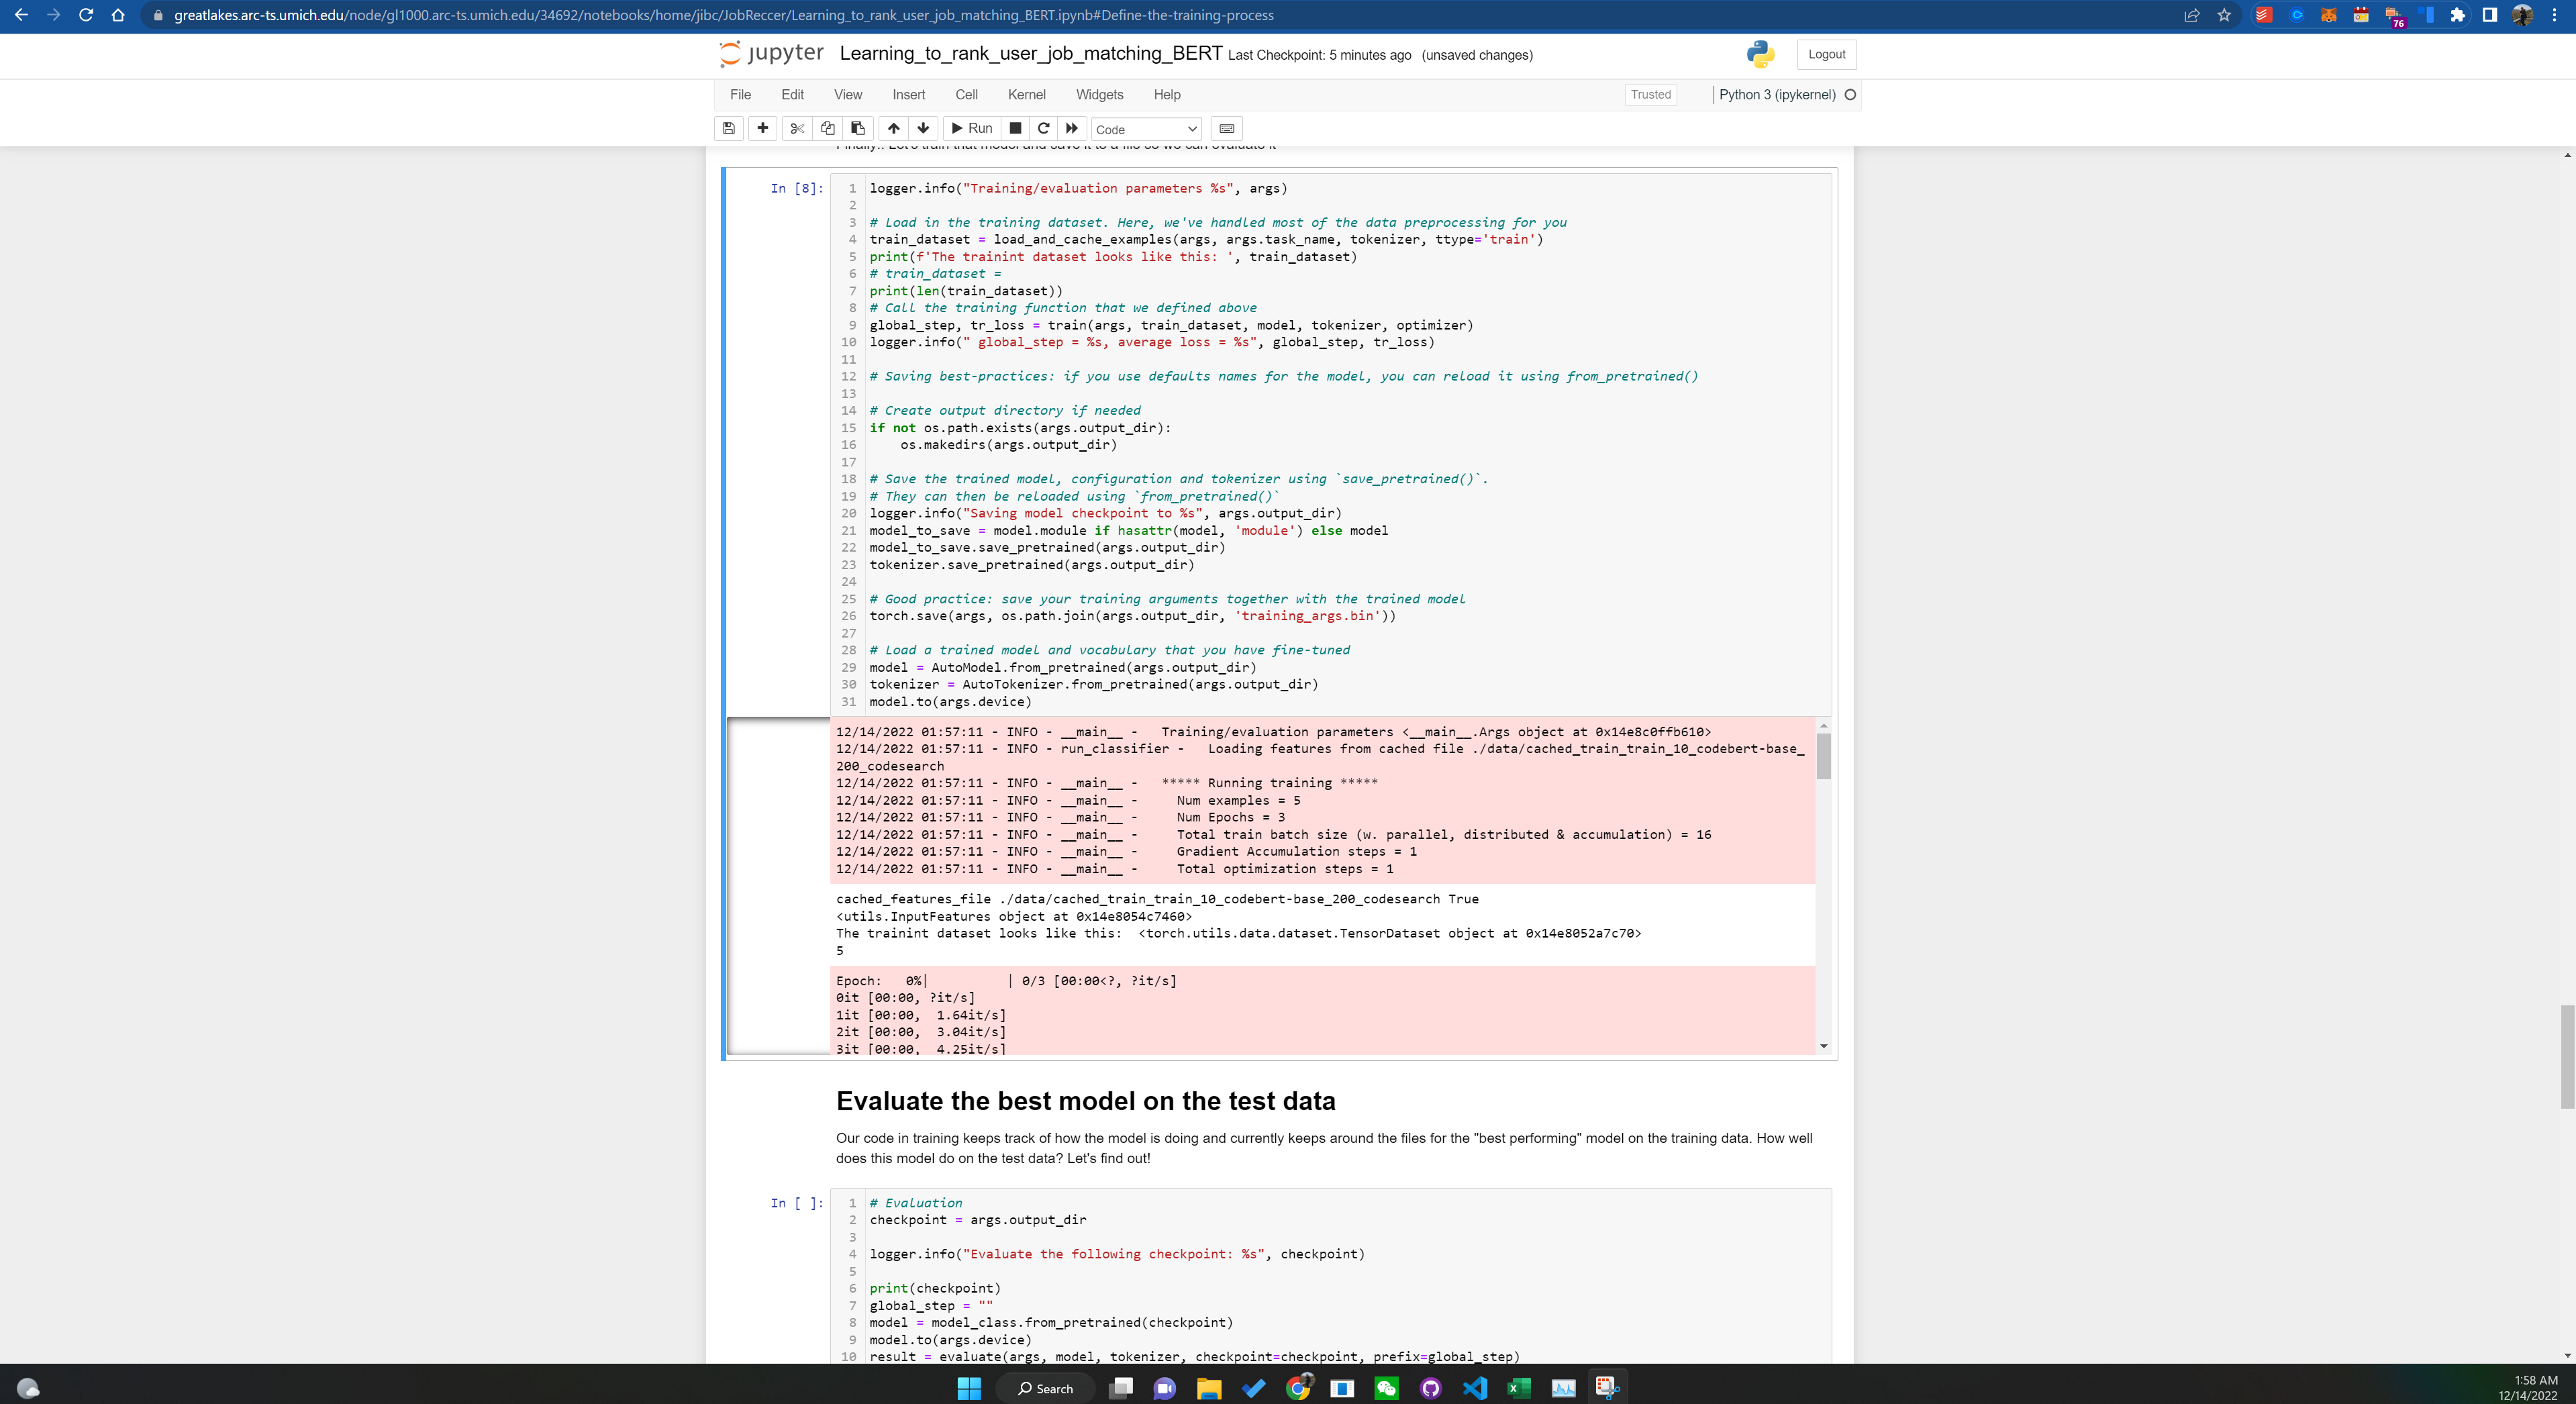 greatlakes.arc-ts.umich.edu/node/gl1000.arc-ts.umich.edu/34692/notebooks/home/jibc/JobReccer/Learning_to_rank_user_job_matching_BERT.ipynb#Define-the-training-process
76
jupyter Learning_to_rank_user_job_matching_BERT Last Checkpoint: 5 minutes ago (unsaved changes) Logout
File Edit View Insert Cell Kernel Widgets Help Trusted Python 3 (ipykernel)
Run Code
Finally!! Let's train that model and save it to a file so we can evaluate it
In [8]:
1 logger.info("Training/evaluation parameters %s", args)
2
3 # Load in the training dataset. Here, we've handled most of the data preprocessing for you
4 train_dataset = load_and_cache_examples(args, args.task_name, tokenizer, ttype='train')
5 print(f'The trainint dataset looks like this: ', train_dataset)
6 # train_dataset =
7 print(len(train_dataset))
8 # Call the training function that we defined above
9 global_step, tr_loss = train(args, train_dataset, model, tokenizer, optimizer)
10 logger.info(" global_step = %s, average loss = %s", global_step, tr_loss)
11
12 # Saving best-practices: if you use defaults names for the model, you can reload it using from_pretrained()
13
14 # Create output directory if needed
15 if not os.path.exists(args.output_dir):
16     os.makedirs(args.output_dir)
17
18 # Save the trained model, configuration and tokenizer using `save_pretrained()`.
19 # They can then be reloaded using `from_pretrained()`
20 logger.info("Saving model checkpoint to %s", args.output_dir)
21 model_to_save = model.module if hasattr(model, 'module') else model
22 model_to_save.save_pretrained(args.output_dir)
23 tokenizer.save_pretrained(args.output_dir)
24
25 # Good practice: save your training arguments together with the trained model
26 torch.save(args, os.path.join(args.output_dir, 'training_args.bin'))
27
28 # Load a trained model and vocabulary that you have fine-tuned
29 model = AutoModel.from_pretrained(args.output_dir)
30 tokenizer = AutoTokenizer.from_pretrained(args.output_dir)
31 model.to(args.device)
12/14/2022 01:57:11 - INFO - __main__ -   Training/evaluation parameters <__main__.Args object at 0x14e8c0ffb610>
12/14/2022 01:57:11 - INFO - run_classifier -   Loading features from cached file ./data/cached_train_train_10_codebert-base_
200_codesearch
12/14/2022 01:57:11 - INFO - __main__ -   ***** Running training *****
12/14/2022 01:57:11 - INFO - __main__ -     Num examples = 5
12/14/2022 01:57:11 - INFO - __main__ -     Num Epochs = 3
12/14/2022 01:57:11 - INFO - __main__ -     Total train batch size (w. parallel, distributed & accumulation) = 16
12/14/2022 01:57:11 - INFO - __main__ -     Gradient Accumulation steps = 1
12/14/2022 01:57:11 - INFO - __main__ -     Total optimization steps = 1
cached_features_file ./data/cached_train_train_10_codebert-base_200_codesearch True
<utils.InputFeatures object at 0x14e8054c7460>
The trainint dataset looks like this:  <torch.utils.data.dataset.TensorDataset object at 0x14e8052a7c70>
5
Epoch:   0%|          | 0/3 [00:00<?, ?it/s]
0it [00:00, ?it/s]
1it [00:00,  1.64it/s]
2it [00:00,  3.04it/s]
3it [00:00,  4.25it/s]
Evaluate the best model on the test data
Our code in training keeps track of how the model is doing and currently keeps around the files for the "best performing" model on the training data. How well
does this model do on the test data? Let's find out!
In [ ]:
1 # Evaluation
2 checkpoint = args.output_dir
3
4 logger.info("Evaluate the following checkpoint: %s", checkpoint)
5
6 print(checkpoint)
7 global_step = ""
8 model = model_class.from_pretrained(checkpoint)
9 model.to(args.device)
10 result = evaluate(args, model, tokenizer, checkpoint=checkpoint, prefix=global_step)
Search
1:58 AM
12/14/2022